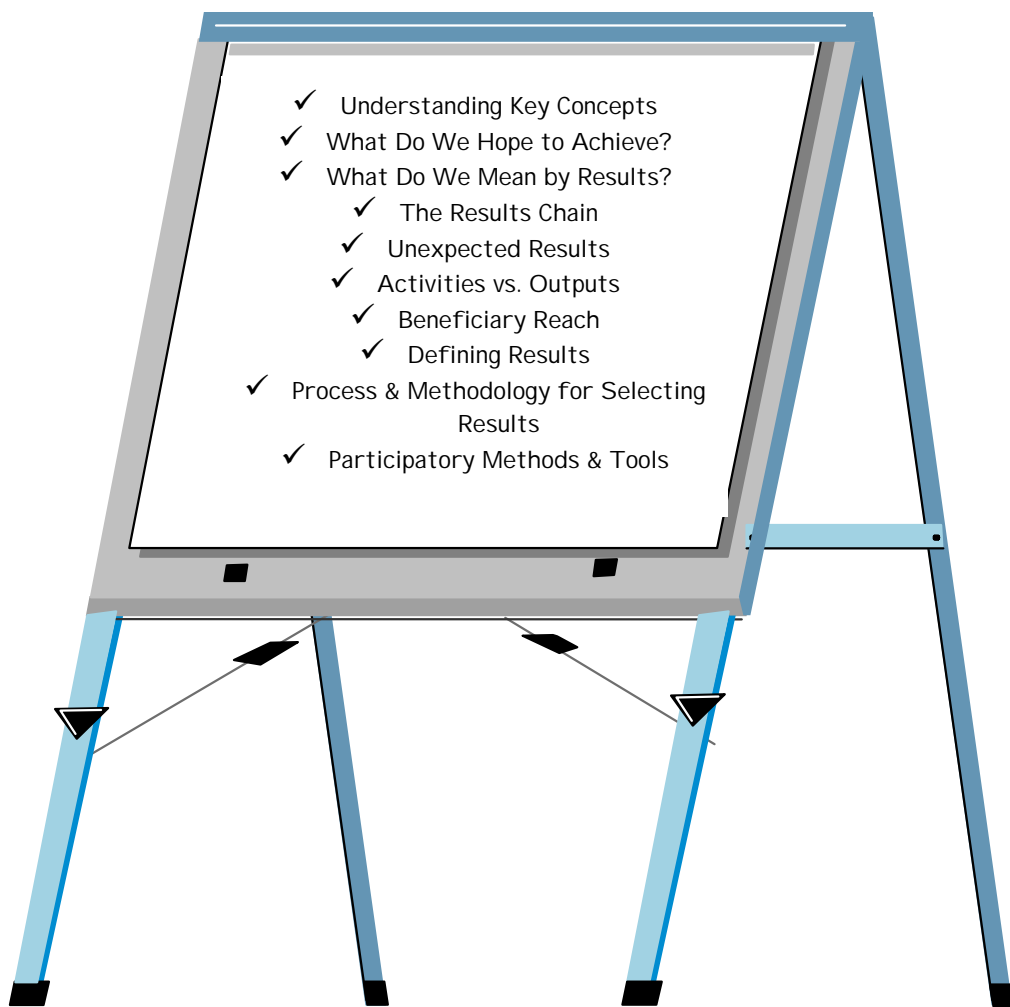 ✓ Understanding Key Concepts
✓ What Do We Hope to Achieve?
✓ What Do We Mean by Results?
✓ The Results Chain
✓ Unexpected Results
✓ Activities vs. Outputs
✓ Beneficiary Reach
✓ Defining Results
✓ Process & Methodology for Selecting
Results
✓ Participatory Methods & Tools